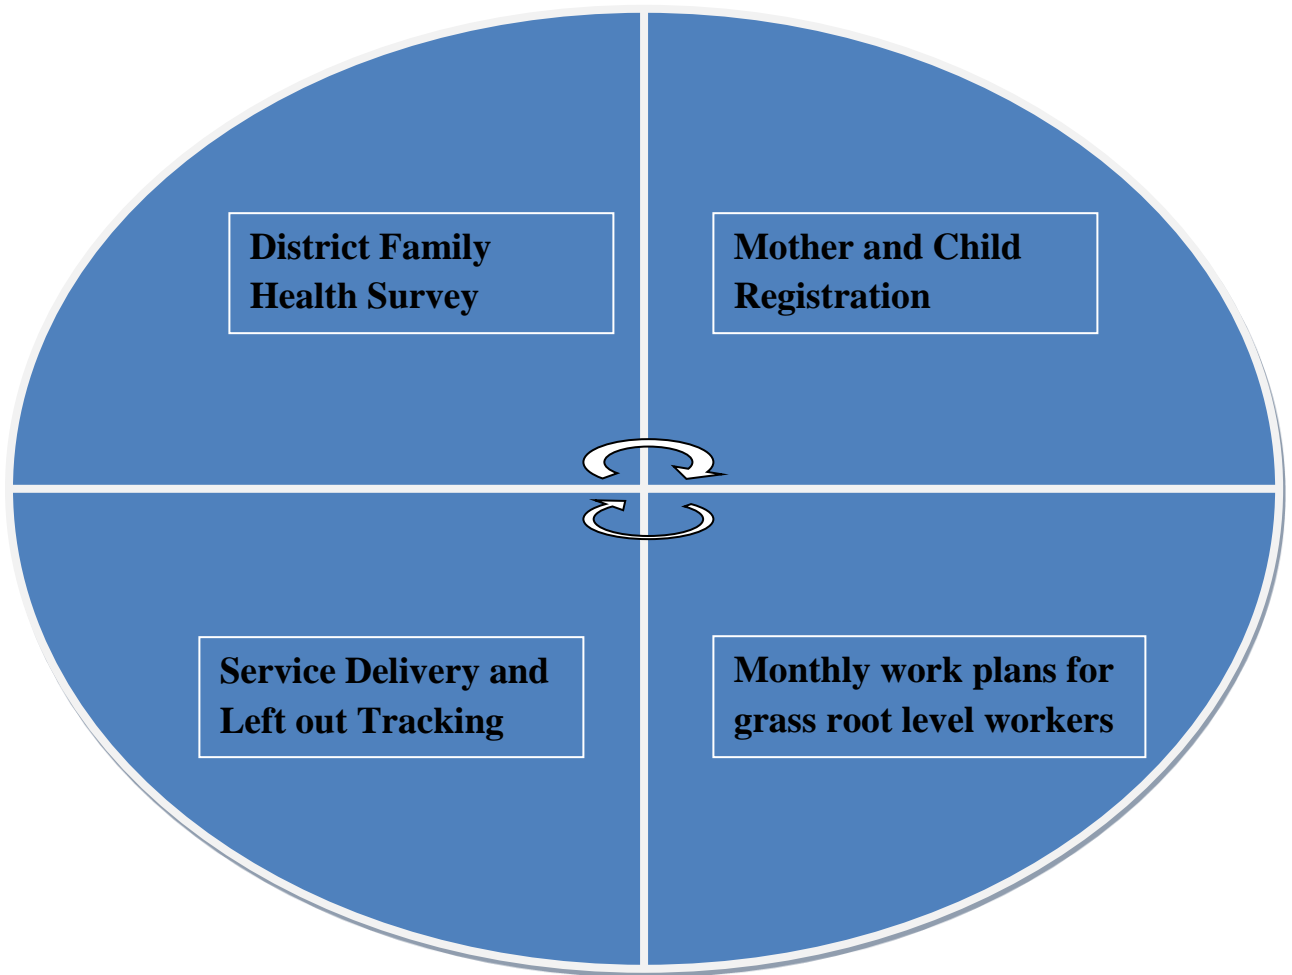 District Family
Health Survey
Mother and Child
Registration
Service Delivery and
Left out Tracking
Monthly work plans for
grass root level workers